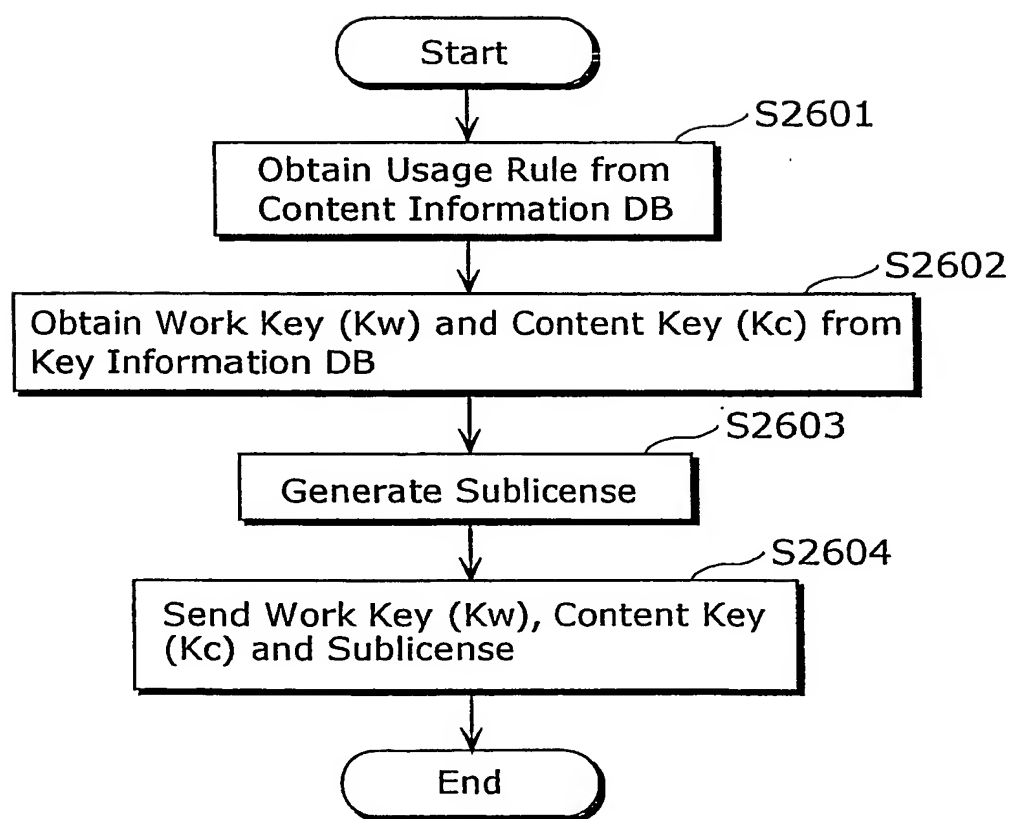 Start
S2601
Obtain Usage Rule from
Content Information DB
S2602
Obtain Work Key (Kw) and Content Key (Kc) from
Key Information DB
S2603
Generate Sublicense
S2604
Send Work Key (Kw), Content Key
(Kc) and Sublicense
End